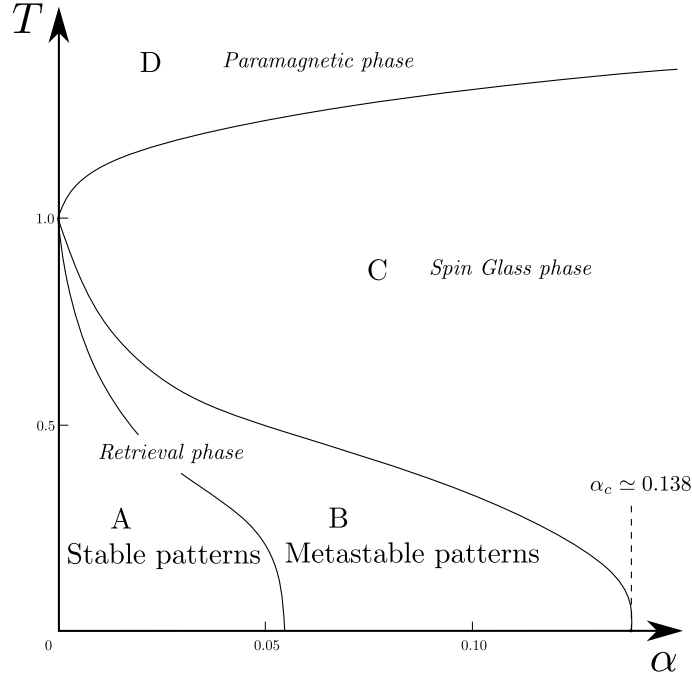 T
D Paramagnetic phase
1.0
C Spin Glass phase
0.5
Retrieval phase
α_c ≃ 0.138
A
Stable patterns
B
Metastable patterns
0 0.05 0.10
α